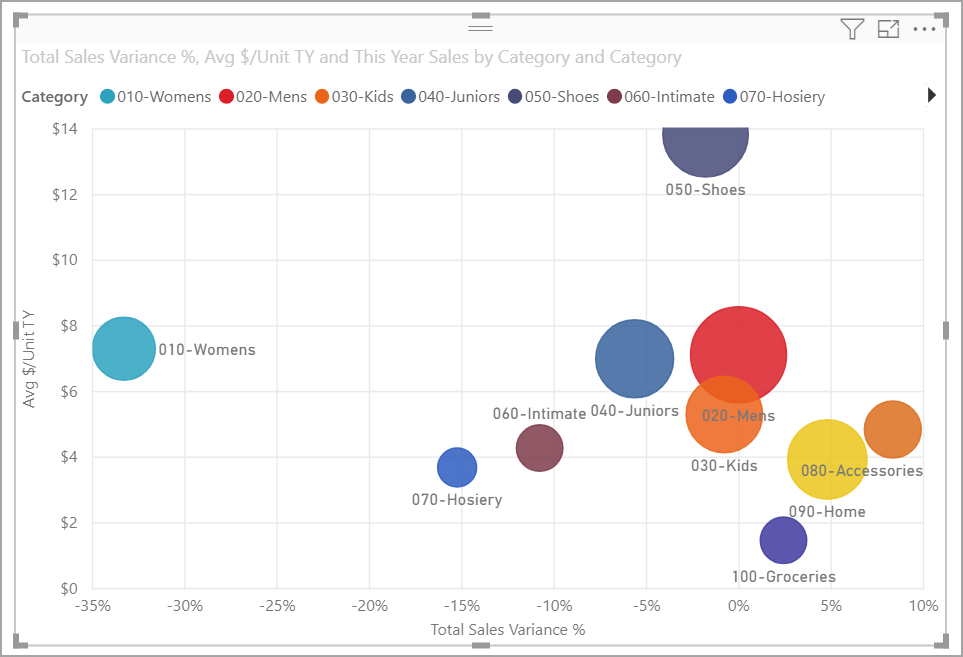 Total Sales Variance %, Avg $/Unit TY and This Year Sales by Category and Category
Category 010-Womens 020-Mens 030-Kids 040-Juniors 050-Shoes 060-Intimate 070-Hosiery
$14
050-Shoes
$12
$10
$8
010-Womens
Avg $/Unit TY
$6
060-Intimate 040-Juniors 020-Mens
$4
030-Kids 080-Accessories
070-Hosiery
090-Home
$2
100-Groceries
$0
-35% -30% -25% -20% -15% -10% -5% 0% 5% 10%
Total Sales Variance %